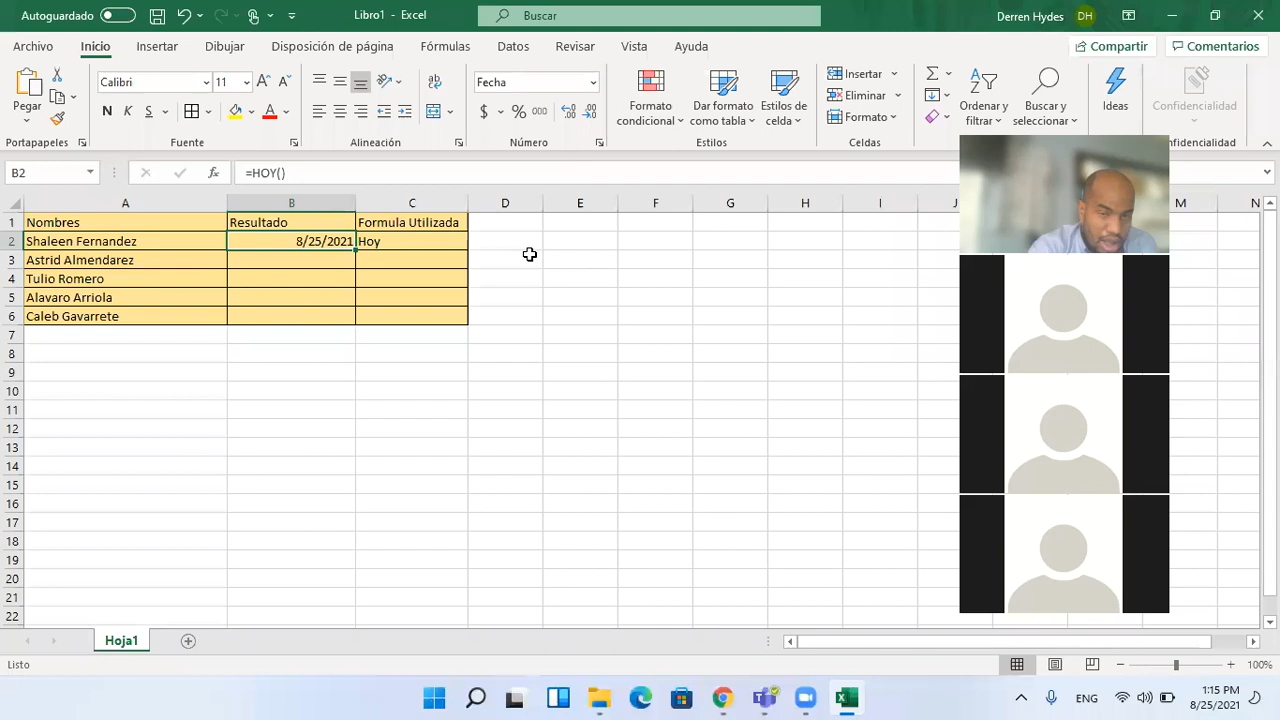 Autoguardado
Libro1 - Excel
Buscar
Derren Hydes
DH
Archivo Inicio Insertar Dibujar Disposición de página Fórmulas Datos Revisar Vista Ayuda
Compartir
Comentarios
Pegar
Calibri 11
N K S
Fecha
$ % 000
Formato condicional
Dar formato como tabla
Estilos de celda
Insertar
Eliminar
Formato
Ordenar y filtrar
Buscar y seleccionar
Ideas
Confidencialidad
Portapapeles Fuente Alineación Número Estilos Celdas nfidencialidad
B2 fx =HOY()
A B C D E F G H I J M N
1 Nombres Resultado Formula Utilizada
2 Shaleen Fernandez 8/25/2021 Hoy
3 Astrid Almendarez
4 Tulio Romero
5 Alavaro Arriola
6 Caleb Gavarrete
7
8
9
10
11
12
13
14
15
16
17
18
19
20
21
22
Hoja1
Listo
100%
ENG
1:15 PM
8/25/2021